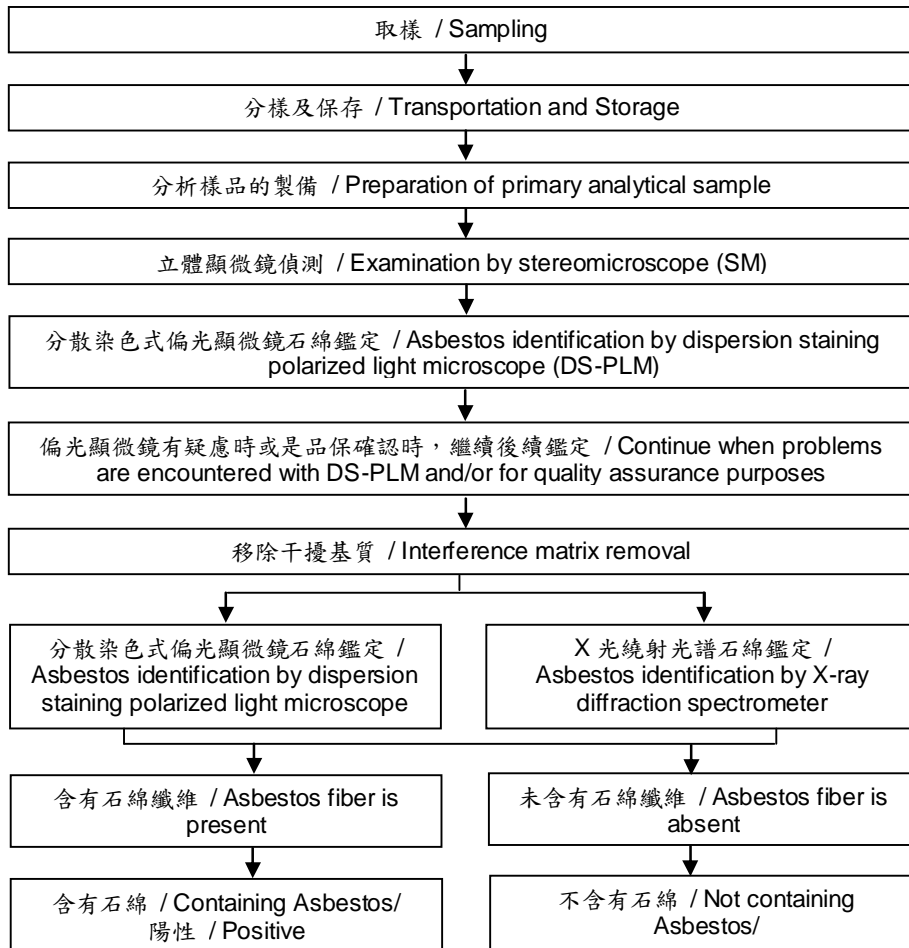 取樣 / Sampling
分樣及保存 / Transportation and Storage
分析樣品的製備 / Preparation of primary analytical sample
立體顯微鏡偵測 / Examination by stereomicroscope (SM)
分散染色式偏光顯微鏡石綿鑑定 / Asbestos identification by dispersion staining
polarized light microscope (DS-PLM)
偏光顯微鏡有疑慮時或是品保確認時，繼續後續鑑定 / Continue when problems
are encountered with DS-PLM and/or for quality assurance purposes
移除干擾基質 / Interference matrix removal
分散染色式偏光顯微鏡石綿鑑定 /
Asbestos identification by dispersion
staining polarized light microscope
X 光繞射光譜石綿鑑定 /
Asbestos identification by X-ray
diffraction spectrometer
含有石綿纖維 / Asbestos fiber is
present
未含有石綿纖維 / Asbestos fiber is
absent
含有石綿 / Containing Asbestos/
陽性 / Positive
不含有石綿 / Not containing
Asbestos/